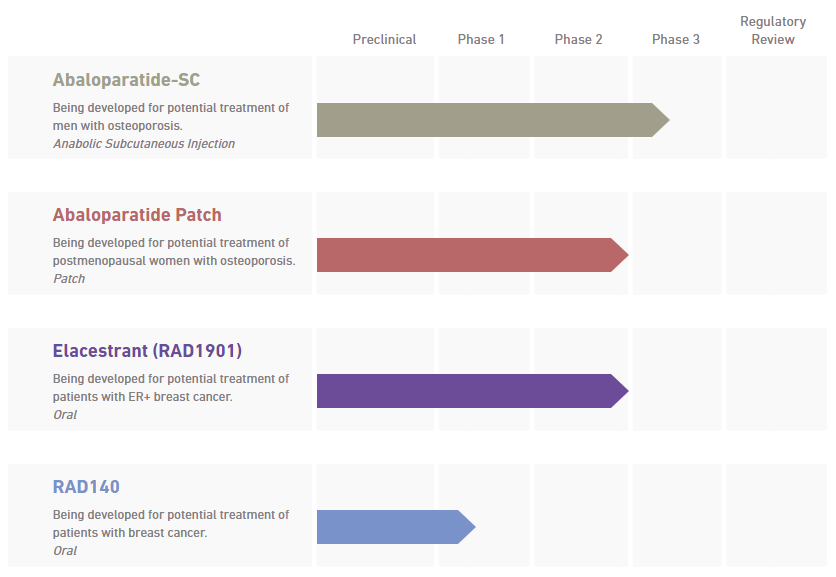 Regulatory
Preclinical Phase 1 Phase 2 Phase 3 Review
Abaloparatide-SC
Being developed for potential treatment of
men with osteoporosis.
Anabolic Subcutaneous Injection
Abaloparatide Patch
Being developed for potential treatment of
postmenopausal women with osteoporosis.
Patch
Elacestrant (RAD1901)
Being developed for potential treatment of
patients with ER+ breast cancer.
Oral
RAD140
Being developed for potential treatment of
patients with breast cancer.
Oral